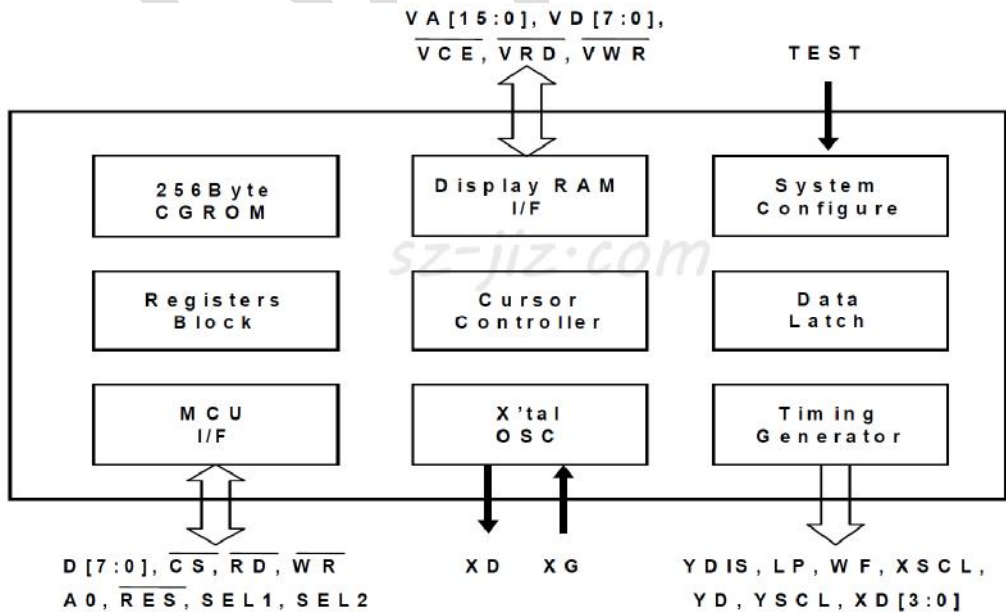 VA[15:0], VD[7:0],
VCE, VRD, VWR
TEST
256Byte
CGROM
Display RAM
I/F
System
Configure
sz-jiz.com
Registers
Block
Cursor
Controller
Data
Latch
MCU
I/F
X'tal
OSC
Timing
Generator
D[7:0], CS, RD, WR
A0, RES, SEL1, SEL2
XD XG
YDIS, LP, WF, XSCL,
YD, YSCL, XD[3:0]